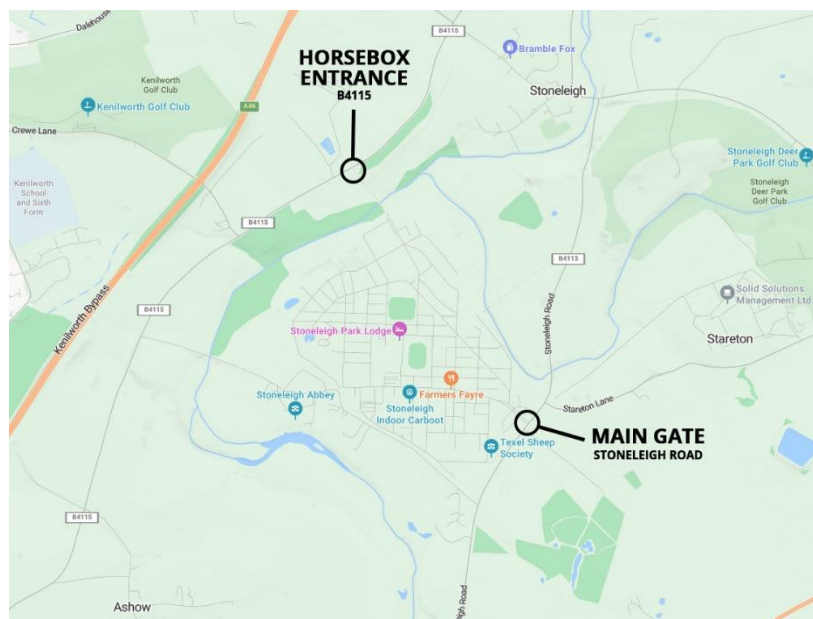 Dalehouse
B4115
HORSEBOX
ENTRANCE
B4115
Bramble Fox
Stoneleigh
Kenilworth
Golf Club
Kenilworth Golf Club
A46
Crewe Lane
Stoneleigh Deer
Park Golf Club
Kenilworth
School
and Sixth
Form
Stoneleigh
Deer Park
Golf Club
B4115
B4113
Solid Solutions
Management Ltd
B4115
Kenilworth Bypass
Stoneleigh Road
Stoneleigh Park Lodge
Stareton
Farmers Fayre
Stoneleigh Abbey
Stoneleigh
Indoor Carboot
Stareton Lane
MAIN GATE
STONELEIGH ROAD
Texel Sheep
Society
B4115
Ashow
leigh Road